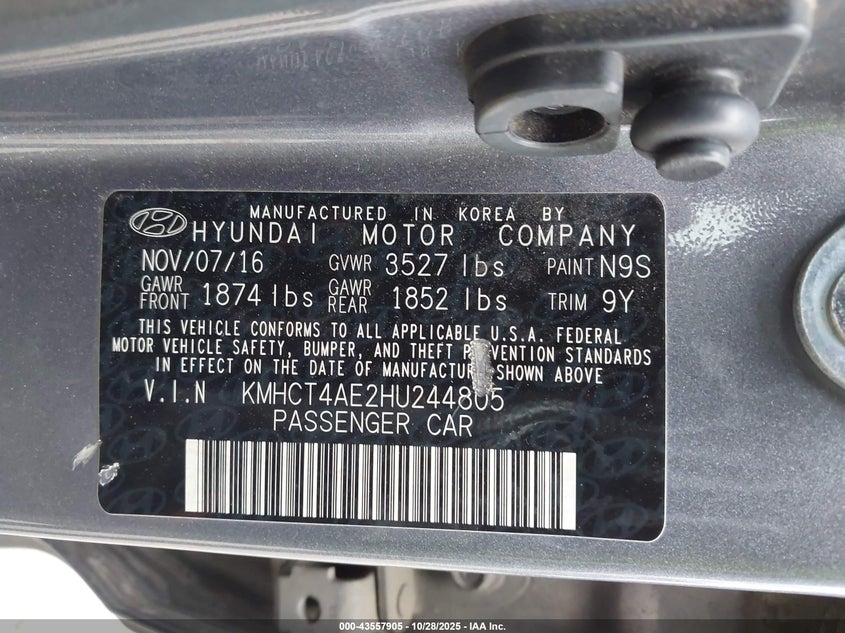 MANUFACTURED IN KOREA BY
HYUNDAI MOTOR COMPANY
NOV/07/16 GVWR 3527 lbs PAINT N9S
GAWR FRONT 1874 lbs GAWR REAR 1852 lbs TRIM 9Y
THIS VEHICLE CONFORMS TO ALL APPLICABLE U.S.A. FEDERAL
MOTOR VEHICLE SAFETY, BUMPER, AND THEFT PREVENTION STANDARDS
IN EFFECT ON THE DATE OF MANUFACTURE SHOWN ABOVE
V.I.N KMHCT4AE2HU244805
PASSENGER CAR
000-43557905 - 10/28/2025 - IAA Inc.